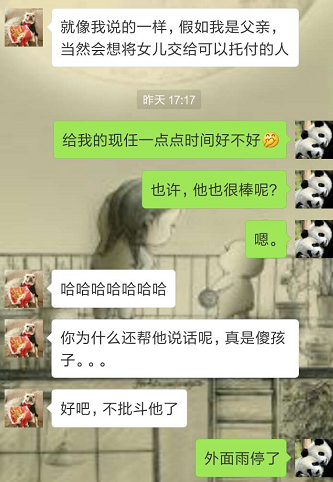 就像我说的一样，假如我是父亲，
当然会想将女儿交给可以托付的人
昨天 17:17
给我的现任一点点时间好不好🤭
也许，他也很棒呢?
嗯。
哈哈哈哈哈哈哈
你为什么还帮他说话呢，真是傻孩
子。。。
好吧，不批斗他了
外面雨停了